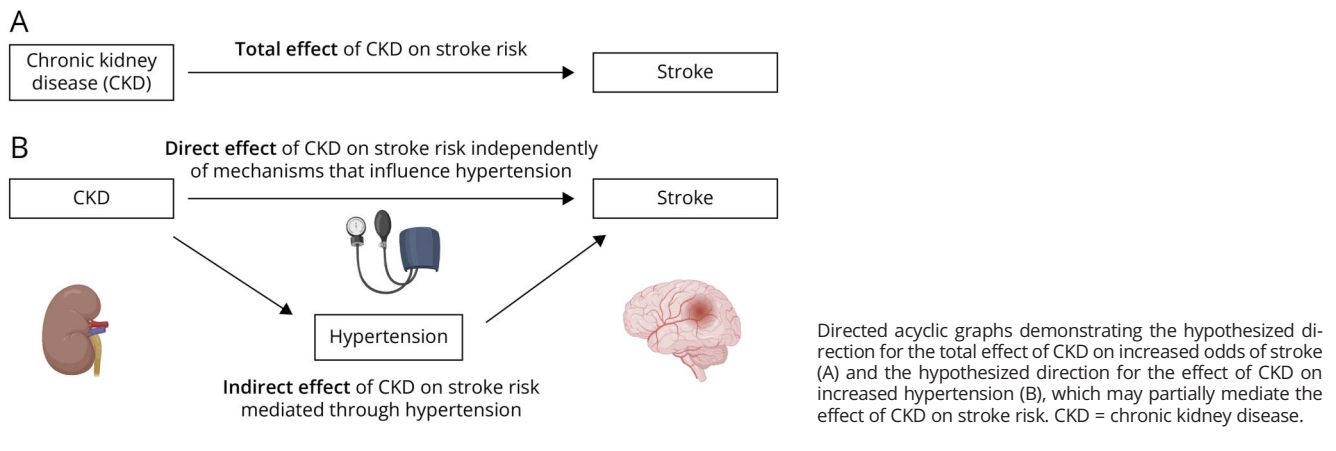 A
Chronic kidney
disease (CKD)
Total effect of CKD on stroke risk
Stroke
B
Direct effect of CKD on stroke risk independently
of mechanisms that influence hypertension
CKD
Stroke
Hypertension
Indirect effect of CKD on stroke risk
mediated through hypertension
Directed acyclic graphs demonstrating the hypothesized di-
rection for the total effect of CKD on increased odds of stroke
(A) and the hypothesized direction for the effect of CKD on
increased hypertension (B), which may partially mediate the
effect of CKD on stroke risk. CKD = chronic kidney disease.